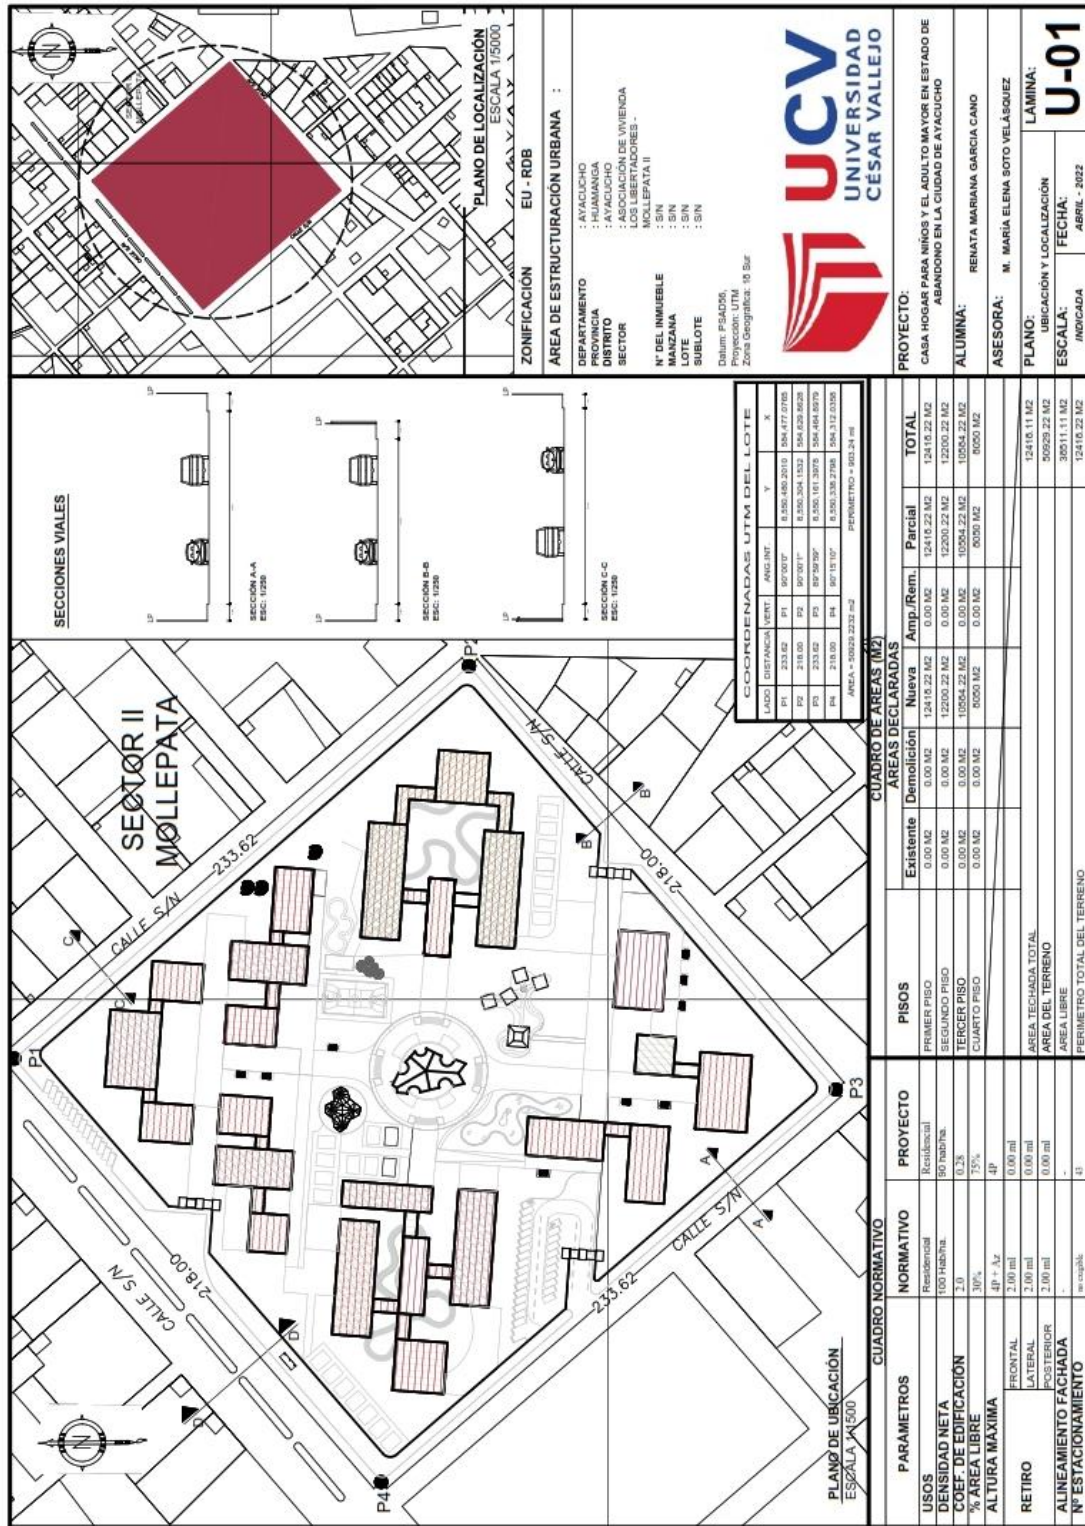 SECTOR II
MOLLEPATA
P1
P2
P3
P4
CALLE S/N
233.62
CALLE S/N
218.00
CALLE S/N
233.62
CALLE S/N
218.00
A
A
B
B
C
C
D
D
N
PLANO DE UBICACIÓN
ESCALA 1/1500
SECCIONES VIALES
LP LP
SECCIÓN A-A
ESC: 1/250
LP LP
SECCIÓN B-B
ESC: 1/250
LP LP
SECCIÓN C-C
ESC: 1/250
COORDENADAS UTM DEL LOTE
LADO DISTANCIA VERT ANG.INT Y X
P1 233.62 P1 90°00'0" 8,550,480.2010 584,477.0765
P2 218.00 P2 90°00'1" 8,550,304.1532 584,629.8628
P3 233.62 P3 89°59'59" 8,550,161.3978 584,464.8979
P4 218.00 P4 90°15'10" 8,550,338.2798 584,312.0358
AREA = 50929.2232 m2 PERIMETRO = 903.24 ml
N
PLANO DE LOCALIZACIÓN
ESCALA 1/5000
ZONIFICACIÓN EU - RDB
ÁREA DE ESTRUCTURACIÓN URBANA :
DEPARTAMENTO : AYACUCHO
PROVINCIA : HUAMANGA
DISTRITO : AYACUCHO
SECTOR : ASOCIACIÓN DE VIVIENDA
LOS LIBERTADORES -
MOLLEPATA II
N° DEL INMUEBLE : S/N
MANZANA : S/N
LOTE : S/N
SUBLOTE : S/N
Datum: PSAD56,
Proyección: UTM
Zona Geográfica: 18 Sur
UCV
UNIVERSIDAD
CÉSAR VALLEJO
PROYECTO:
CASA HOGAR PARA NIÑOS Y EL ADULTO MAYOR EN ESTADO DE
ABANDONO EN LA CIUDAD DE AYACUCHO
ALUMNA:
RENATA MARIANA GARCIA CANO
ASESORA:
M. MARÍA ELENA SOTO VELÁSQUEZ
PLANO:
UBICACIÓN Y LOCALIZACIÓN
LÁMINA:
U-01
ESCALA:
INDICADA
FECHA:
ABRIL - 2022
CUADRO NORMATIVO
PARÁMETROS NORMATIVO PROYECTO
USOS Residencial Residencial
DENSIDAD NETA 100 Hab/ha. 90 hab/ha.
COEF. DE EDIFICACIÓN 2.0 0.28
% ÁREA LIBRE 30% 75%
ALTURA MÁXIMA 4P + Az 4P
RETIRO
FRONTAL 2.00 ml 0.00 ml
LATERAL 2.00 ml 0.00 ml
POSTERIOR 2.00 ml 0.00 ml
ALINEAMIENTO FACHADA - -
Nº ESTACIONAMIENTO no exigible 43
CUADRO DE ÁREAS (M2)
ÁREAS DECLARADAS
PISOS Existente Demolición Nueva Amp./Rem. Parcial TOTAL
PRIMER PISO 0.00 M2 0.00 M2 12416.22 M2 0.00 M2 12416.22 M2 12416.22 M2
SEGUNDO PISO 0.00 M2 0.00 M2 12200.22 M2 0.00 M2 12200.22 M2 12200.22 M2
TERCER PISO 0.00 M2 0.00 M2 10564.22 M2 0.00 M2 10564.22 M2 10564.22 M2
CUARTO PISO 0.00 M2 0.00 M2 8050 M2 0.00 M2 8050 M2 8050 M2
AREA TECHADA TOTAL 12416.11 M2
AREA DEL TERRENO 50929.22 M2
AREA LIBRE 38511.11 M2
PERIMETRO TOTAL DEL TERRENO 12416.22 M2